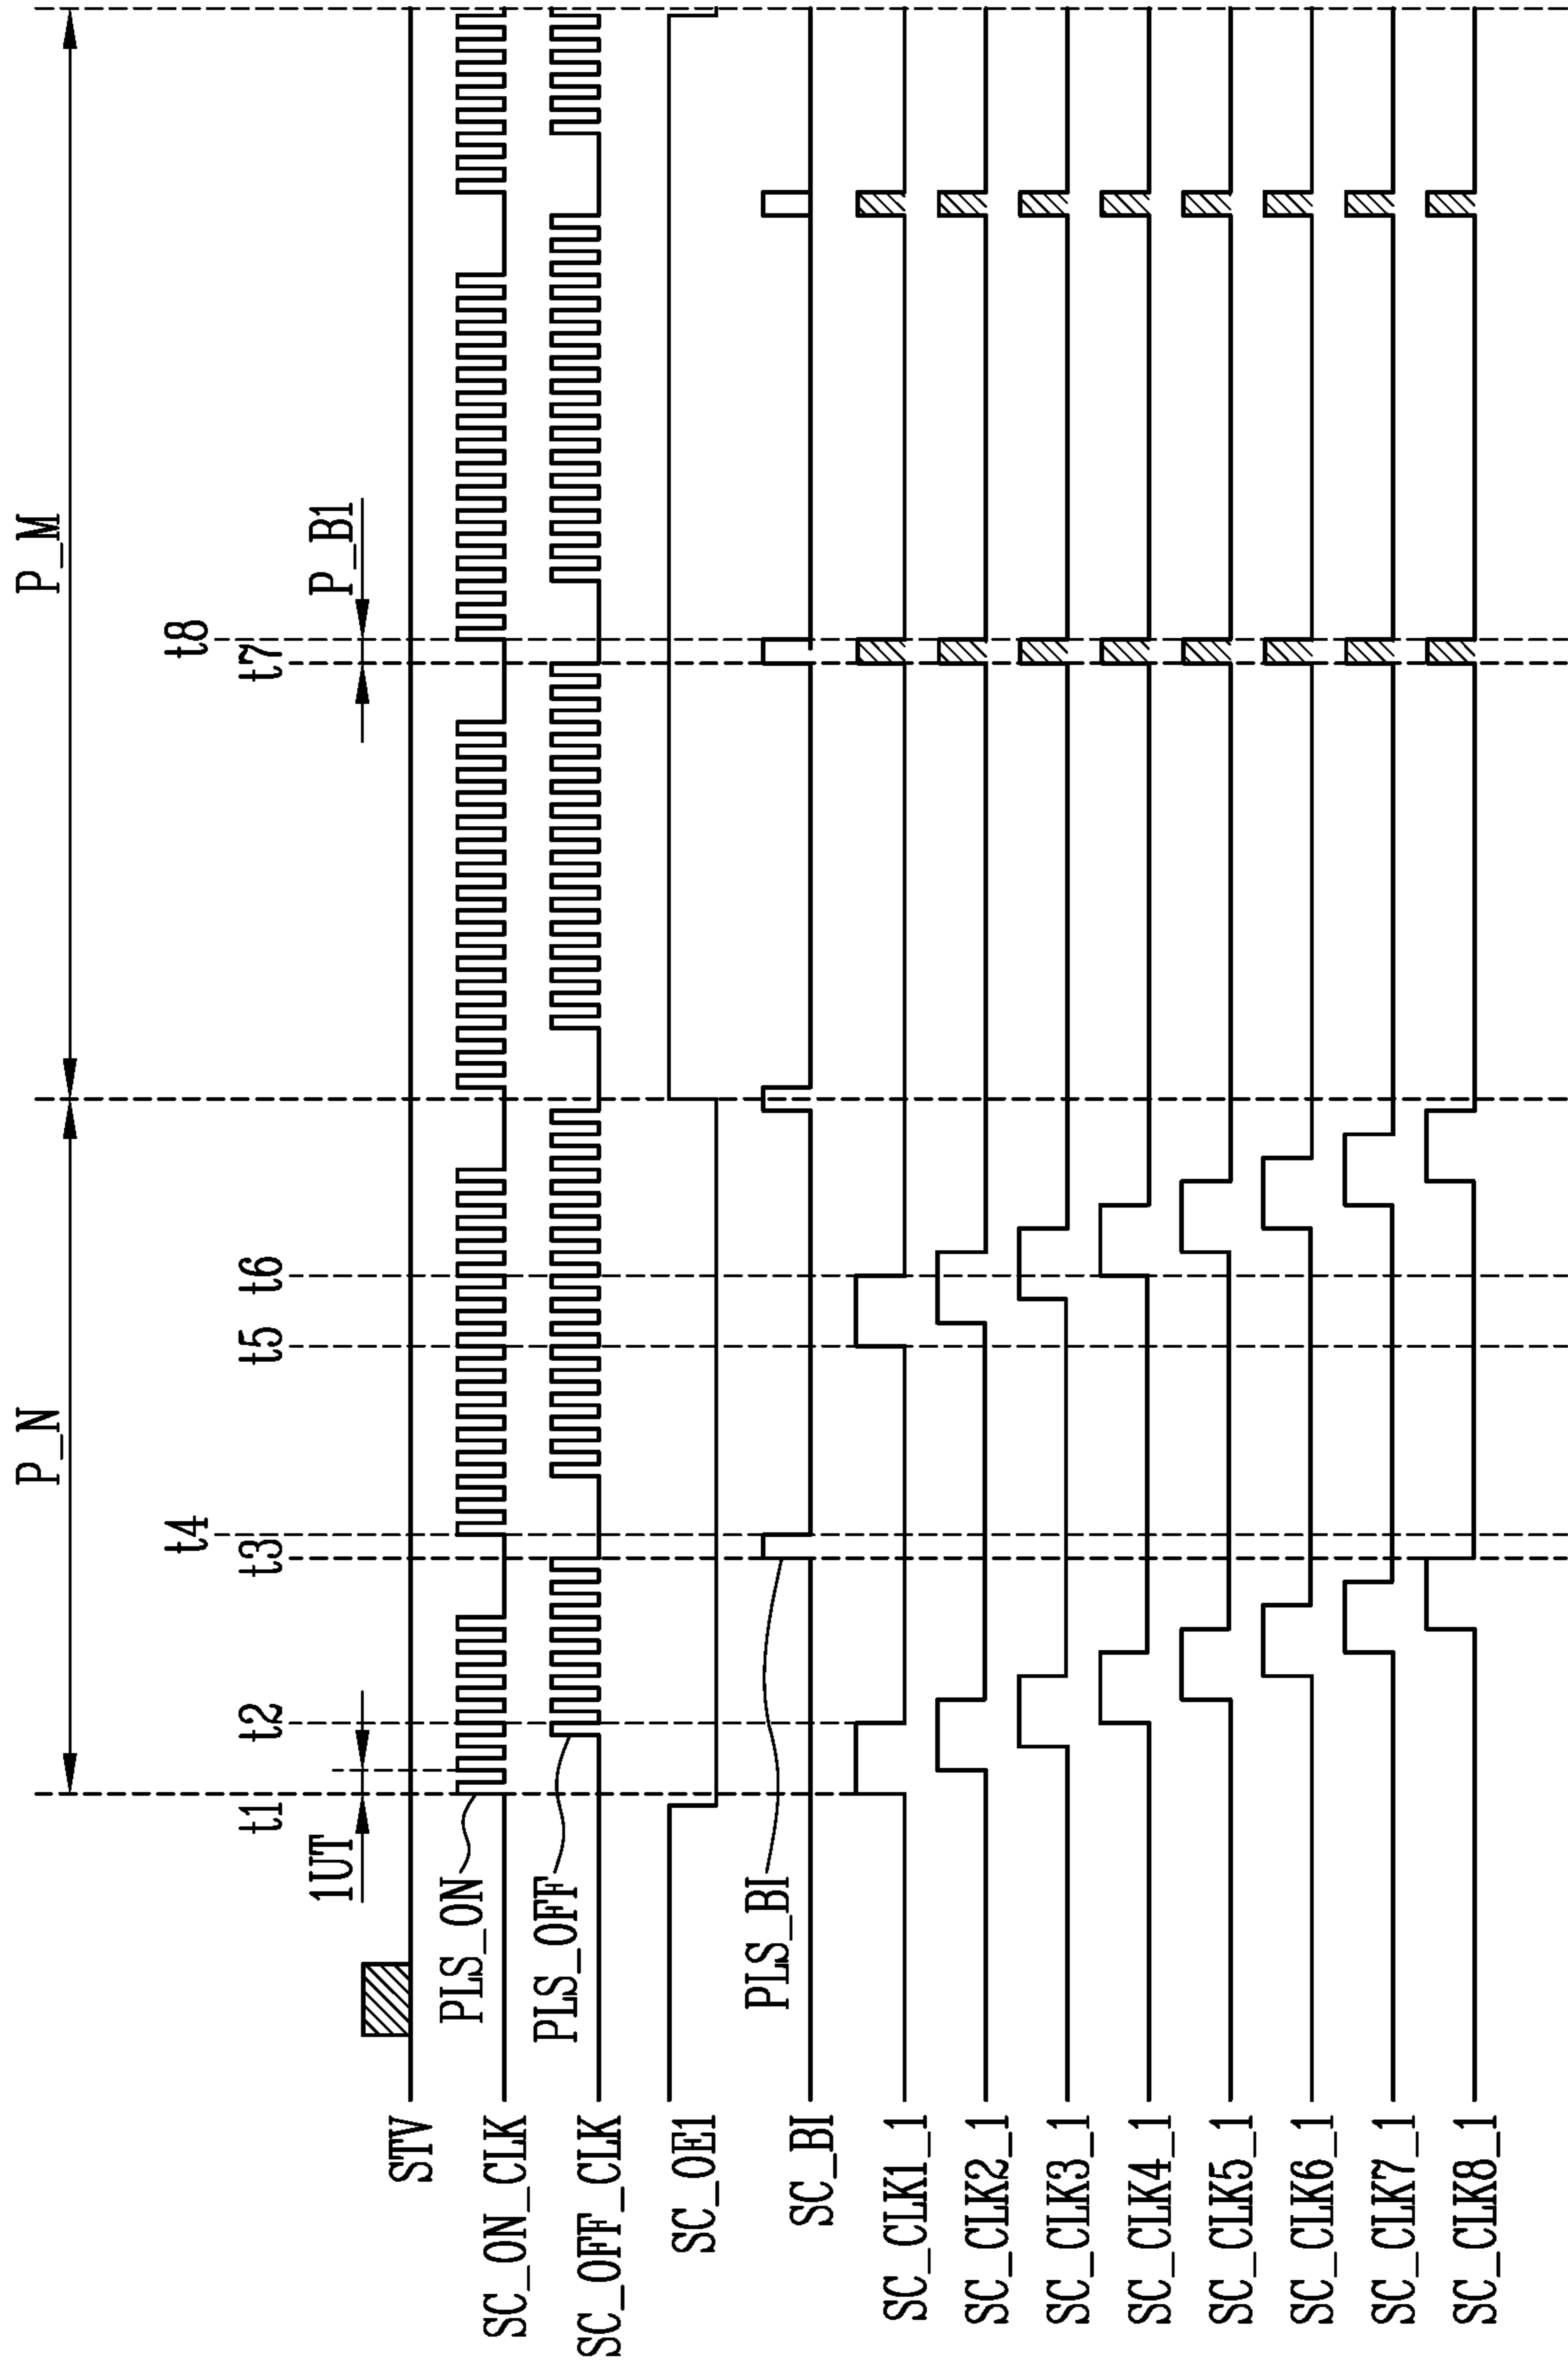 P_N
P_M
t4
t8
t1
t2
t3
t5
t6
t7
1UT
P_B1
STV
PLS_ON
SC_ON_CLK
PLS_OFF
SC_OFF_CLK
SC_OE1
PLS_BI
SC_BI
SC_CLK1_1
SC_CLK2_1
SC_CLK3_1
SC_CLK4_1
SC_CLK5_1
SC_CLK6_1
SC_CLK7_1
SC_CLK8_1